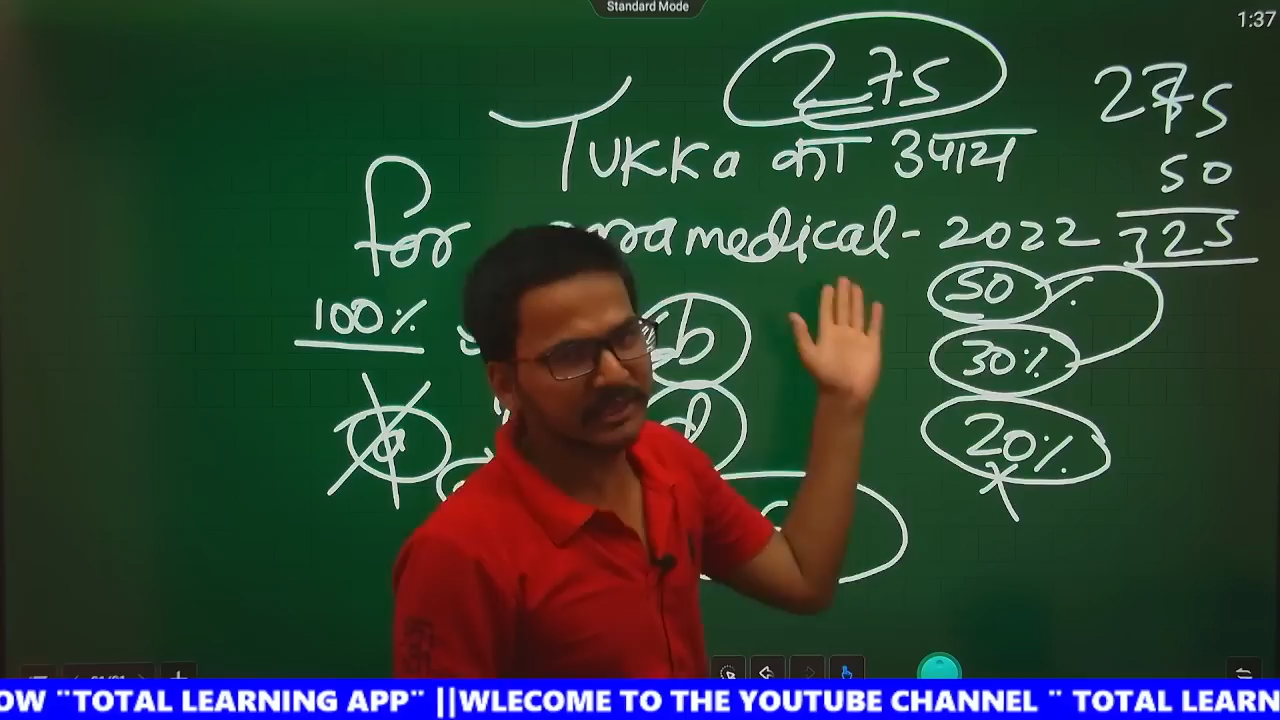 Standard Mode
1:37
275
Tukka का उपाय
for paramedical - 2022
275
50
325
100%
b
d
a
50%
30%
20%
OW "TOTAL LEARNING APP" ||WLECOME TO THE YOUTUBE CHANNEL " TOTAL LEARN